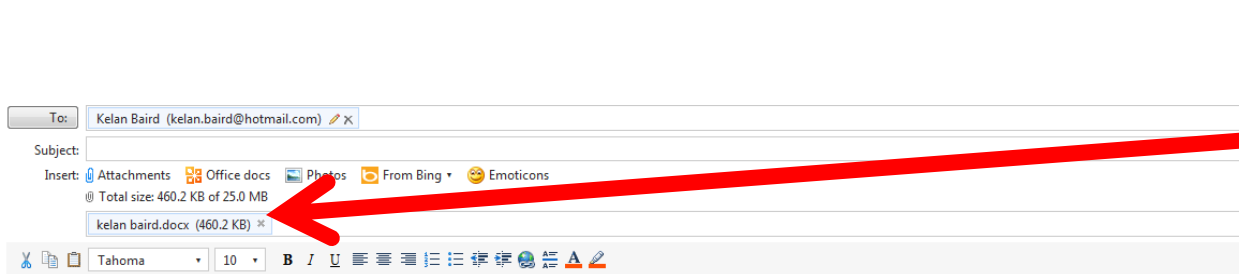 To: Kelan Baird (kelan.baird@hotmail.com)
Subject:
Insert: Attachments Office docs Photos From Bing Emoticons
Total size: 460.2 KB of 25.0 MB
kelan baird.docx (460.2 KB)
Tahoma 10 B I U A